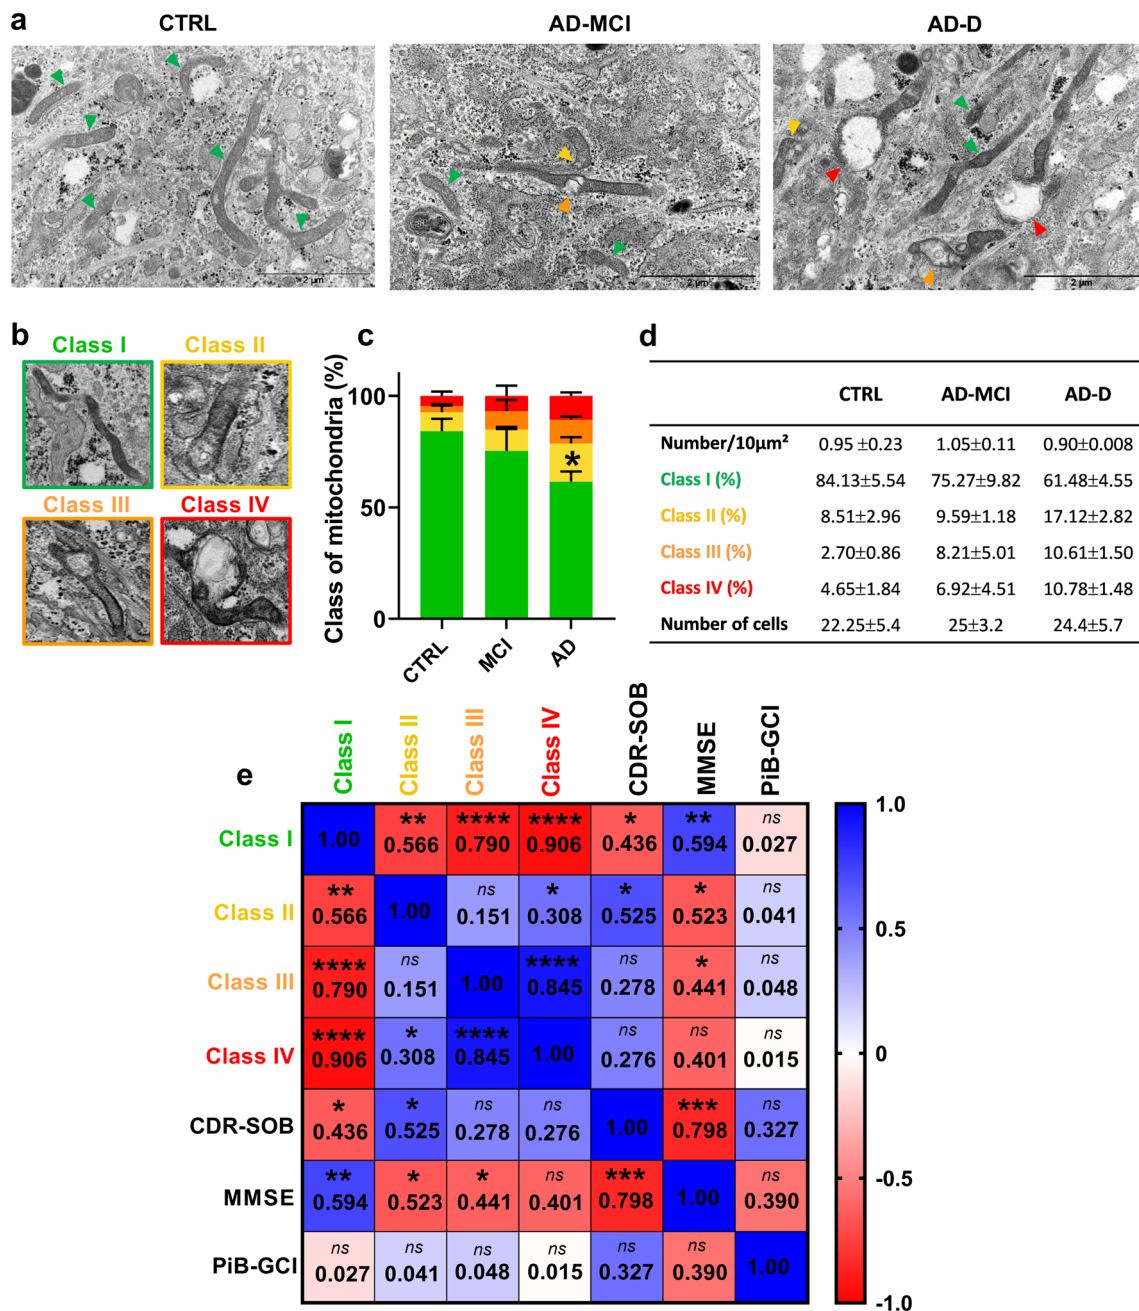 a
CTRL
AD-MCI
AD-D
2 µm
2 µm
2 µm
b
Class I
Class II
Class III
Class IV
c
Class of mitochondria (%)
100
50
0
CTRL
MCI
AD
*
d
CTRL AD-MCI AD-D
Number/10µm² 0.95 ±0.23 1.05±0.11 0.90±0.008
Class I (%) 84.13±5.54 75.27±9.82 61.48±4.55
Class II (%) 8.51±2.96 9.59±1.18 17.12±2.82
Class III (%) 2.70±0.86 8.21±5.01 10.61±1.50
Class IV (%) 4.65±1.84 6.92±4.51 10.78±1.48
Number of cells 22.25±5.4 25±3.2 24.4±5.7
e
Class I
Class II
Class III
Class IV
CDR-SOB
MMSE
PiB-GCI
** **** **** * ** ns
Class I 1.00 0.566 0.790 0.906 0.436 0.594 0.027
** ns * * * ns
Class II 0.566 1.00 0.151 0.308 0.525 0.523 0.041
**** ns **** ns * ns
Class III 0.790 0.151 1.00 0.845 0.278 0.441 0.048
**** * **** ns ns ns
Class IV 0.906 0.308 0.845 1.00 0.276 0.401 0.015
* * ns ns *** ns
CDR-SOB 0.436 0.525 0.278 0.276 1.00 0.798 0.327
** * * ns *** ns
MMSE 0.594 0.523 0.441 0.401 0.798 1.00 0.390
ns ns ns ns ns ns
PiB-GCI 0.027 0.041 0.048 0.015 0.327 0.390 1.00
1.0
0.5
0
-0.5
-1.0